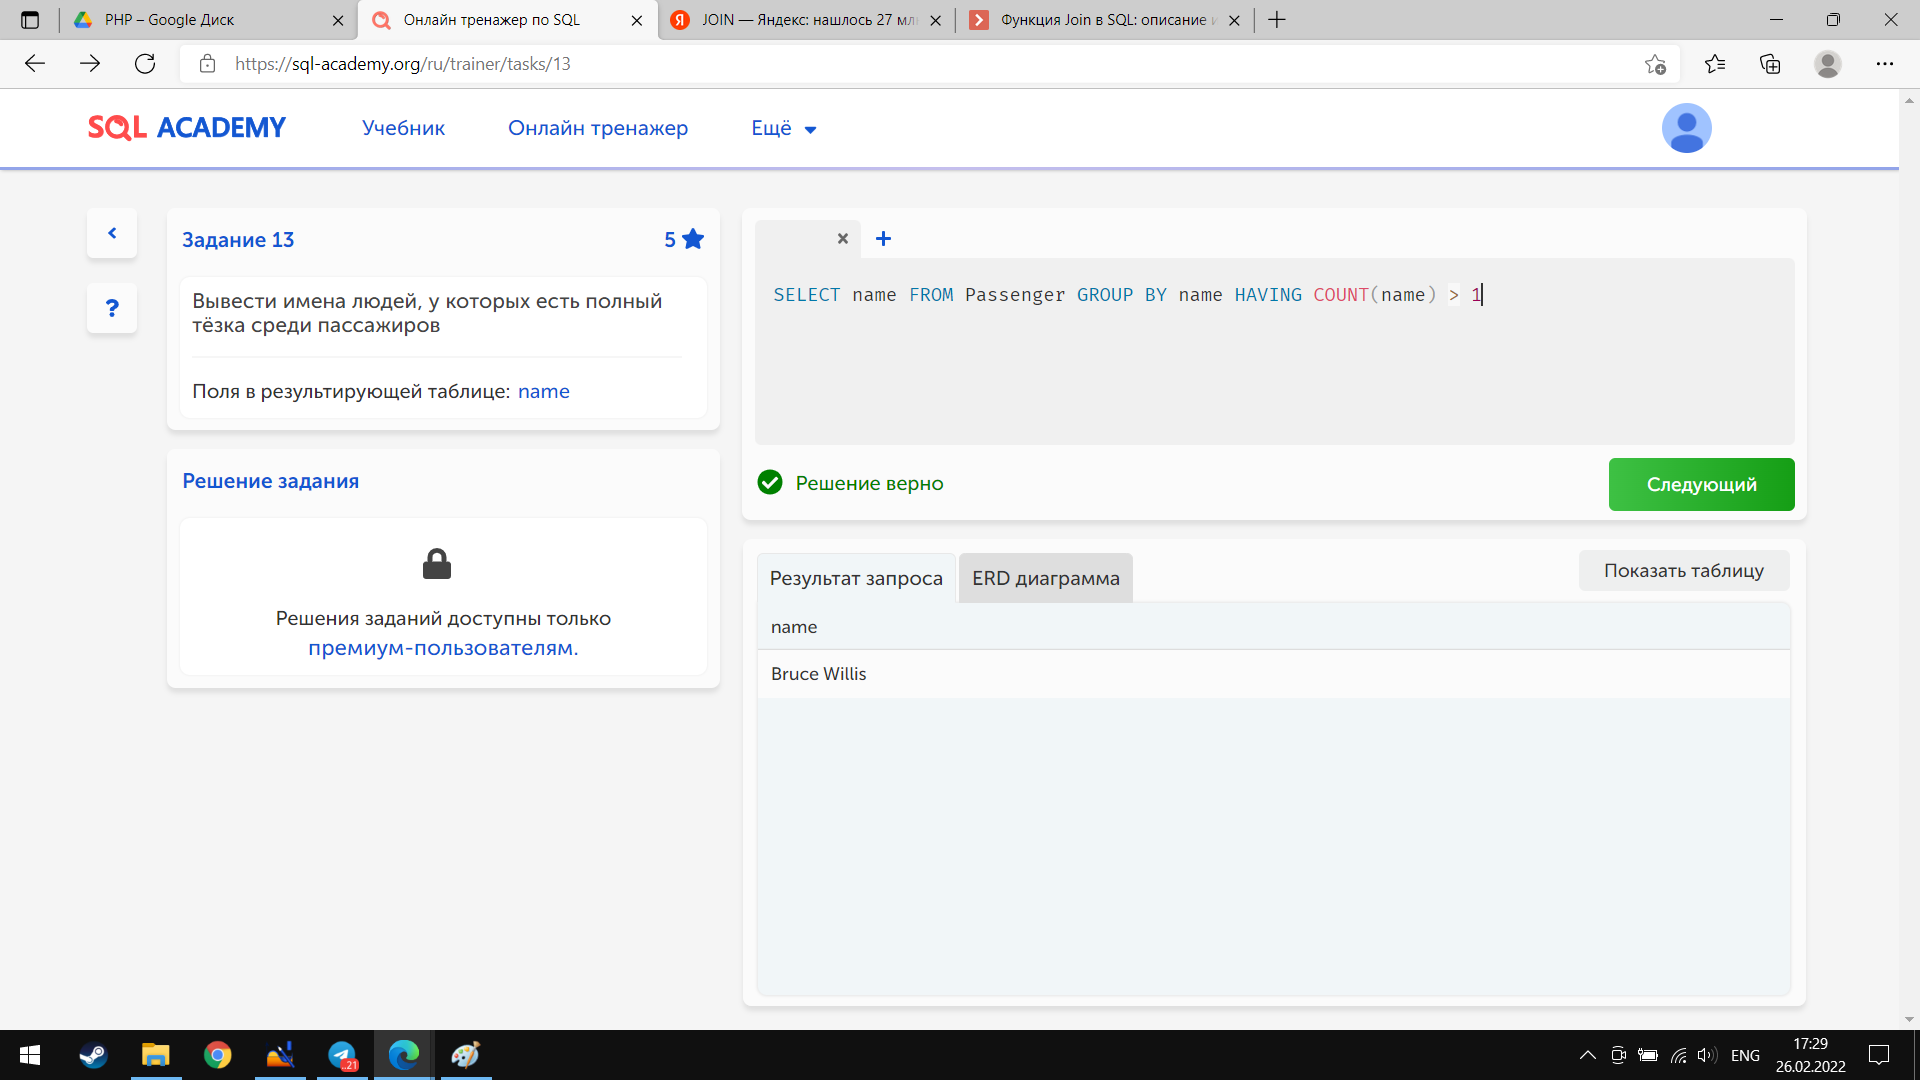 PHP – Google Диск
Онлайн тренажер по SQL
JOIN — Яндекс: нашлось 27 мл
Функция Join в SQL: описание и
https://sql-academy.org/ru/trainer/tasks/13
SQL ACADEMY
Учебник
Онлайн тренажер
Ещё
Задание 13
5
Вывести имена людей, у которых есть полный
тёзка среди пассажиров
Поля в результирующей таблице: name
Решение задания
Решения заданий доступны только
премиум-пользователям.
SELECT name FROM Passenger GROUP BY name HAVING COUNT(name) > 1
Решение верно
Следующий
Результат запроса
ERD диаграмма
Показать таблицу
name
Bruce Willis
21
ENG
17:29
26.02.2022